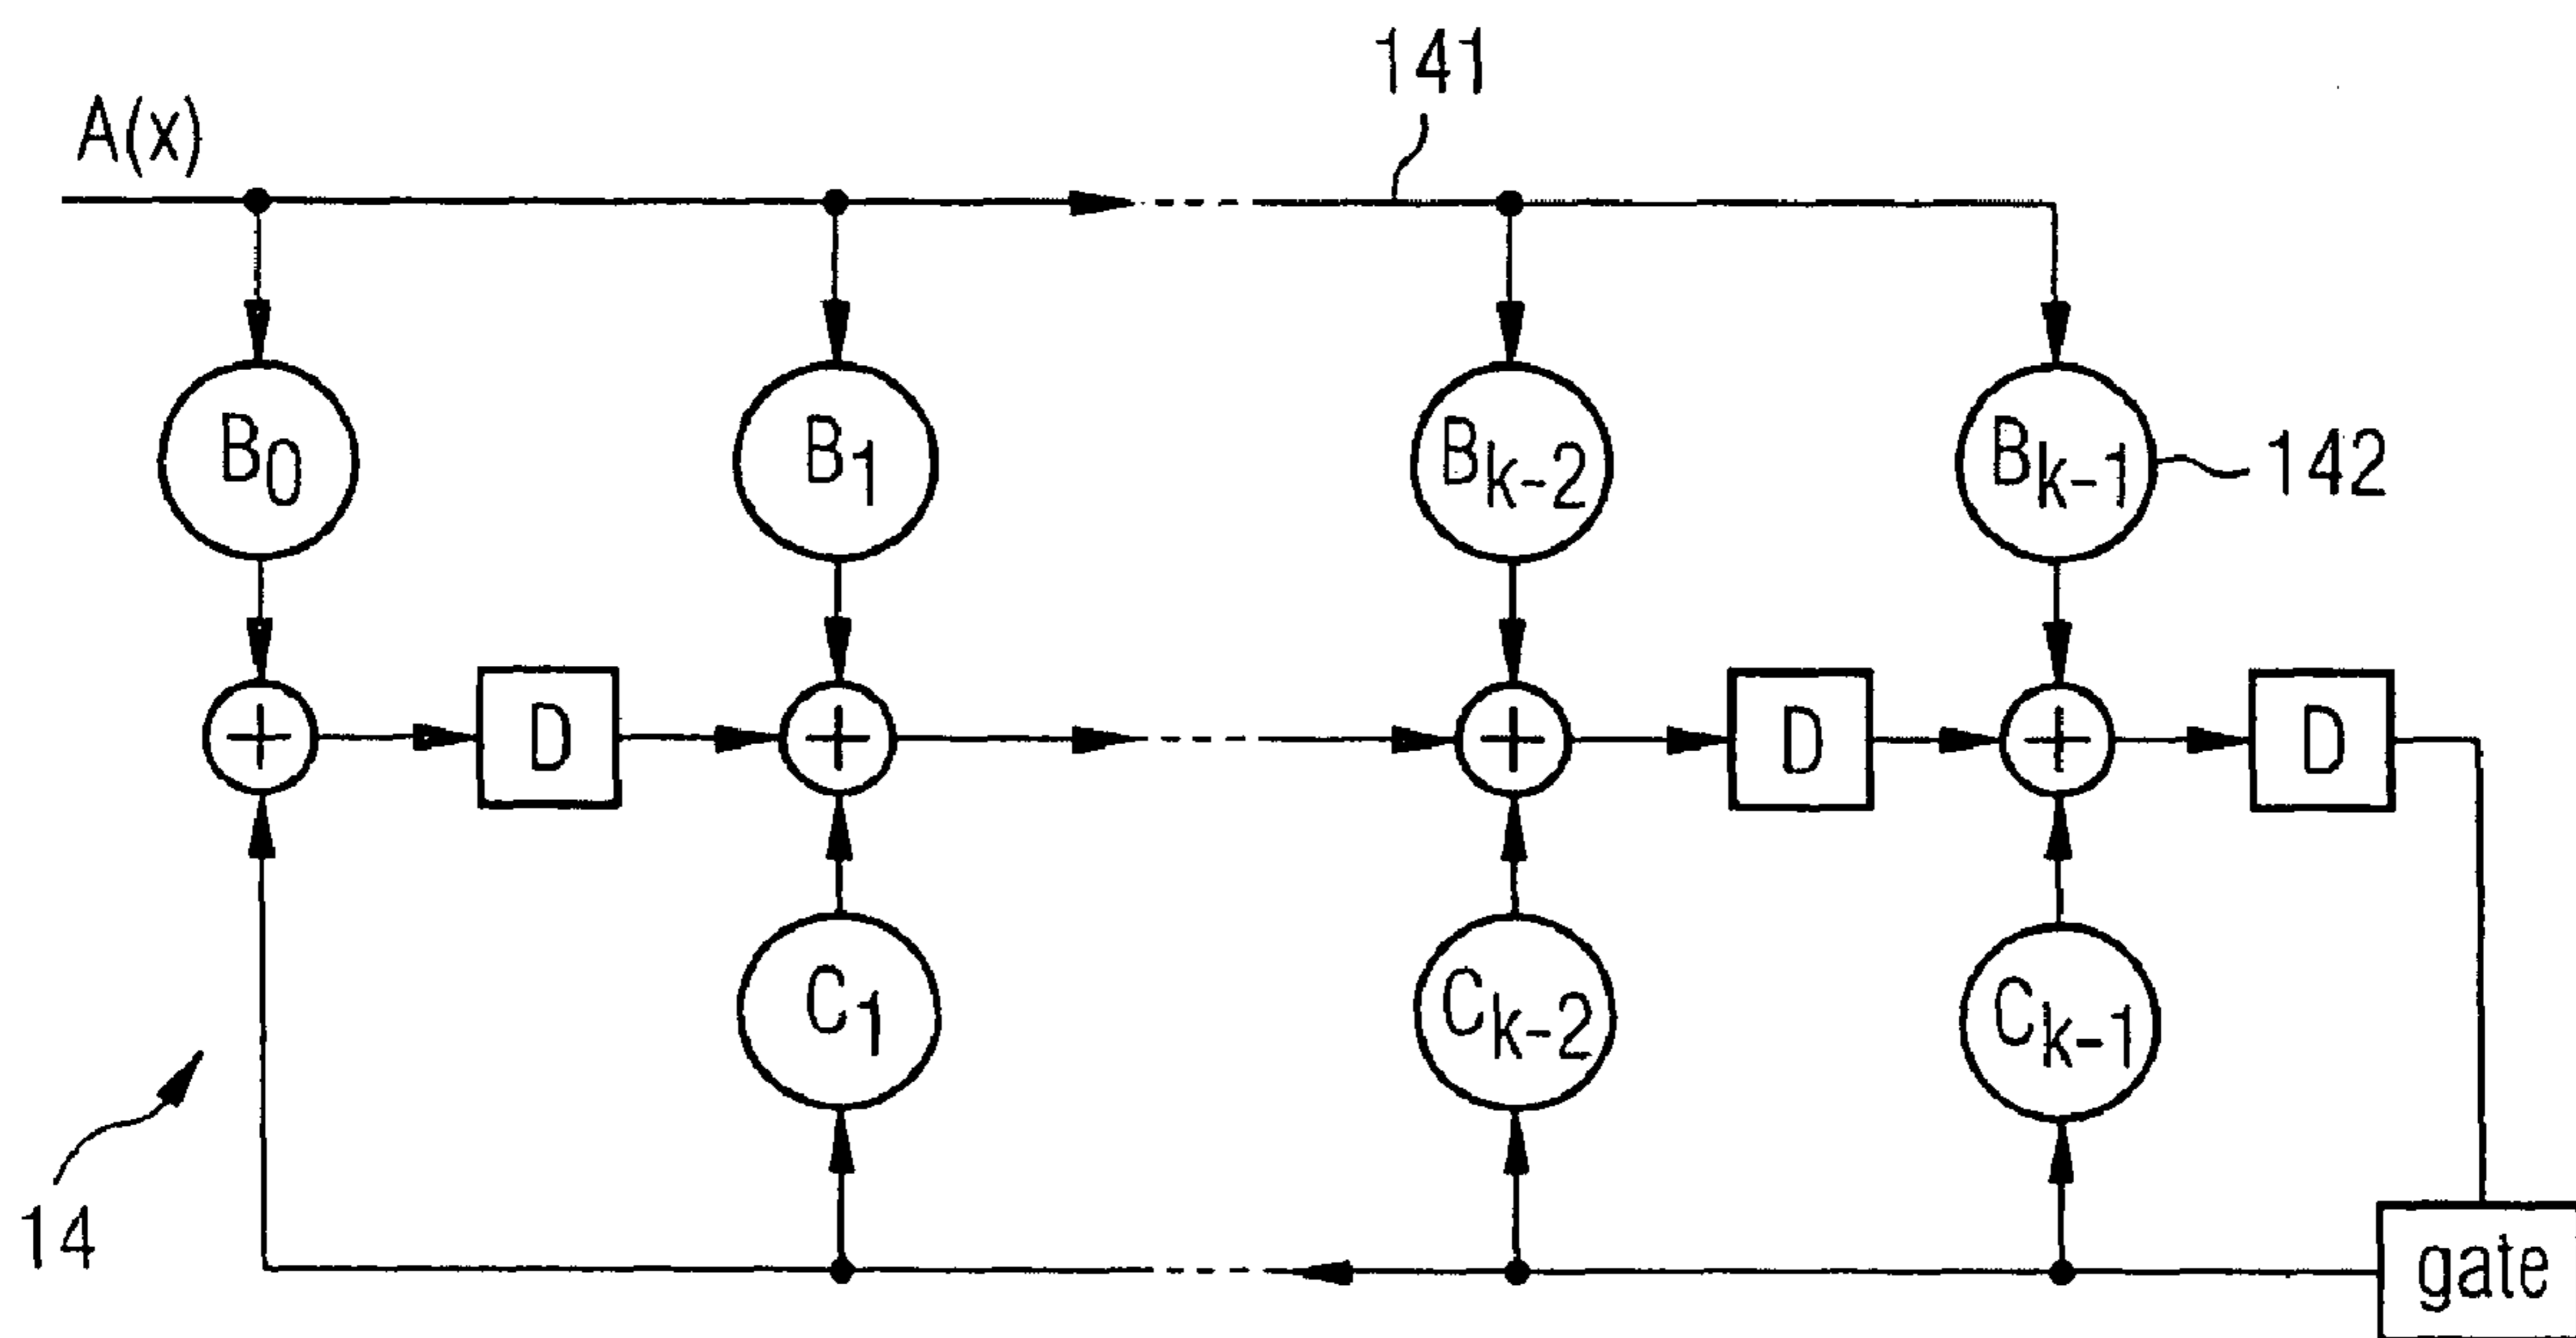 141
A(x)
B0 B1 Bk-2 Bk-1 142
+ D + + D + D
C1 Ck-2 Ck-1
14
gate